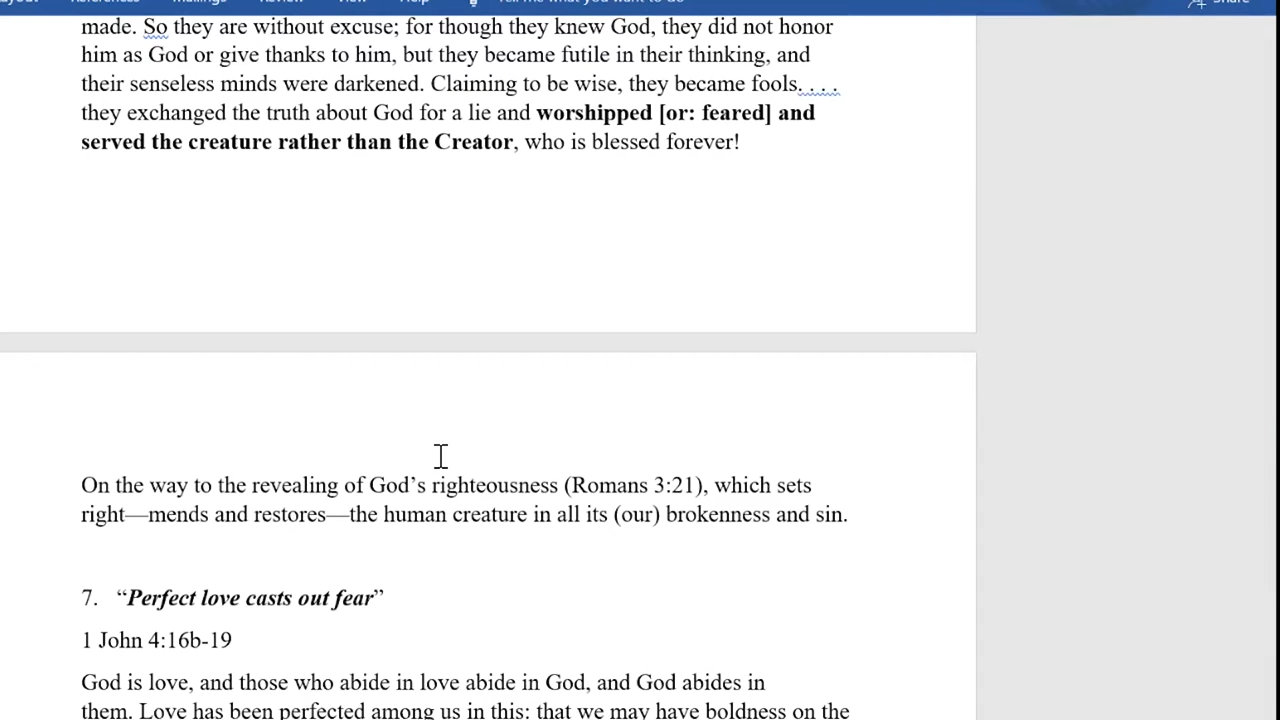 made. So they are without excuse; for though they knew God, they did not honor
him as God or give thanks to him, but they became futile in their thinking, and
their senseless minds were darkened. Claiming to be wise, they became fools. . . .
they exchanged the truth about God for a lie and worshipped [or: feared] and
served the creature rather than the Creator, who is blessed forever!
On the way to the revealing of God’s righteousness (Romans 3:21), which sets
right—mends and restores—the human creature in all its (our) brokenness and sin.
7. “Perfect love casts out fear”
1 John 4:16b-19
God is love, and those who abide in love abide in God, and God abides in
them. Love has been perfected among us in this: that we may have boldness on the